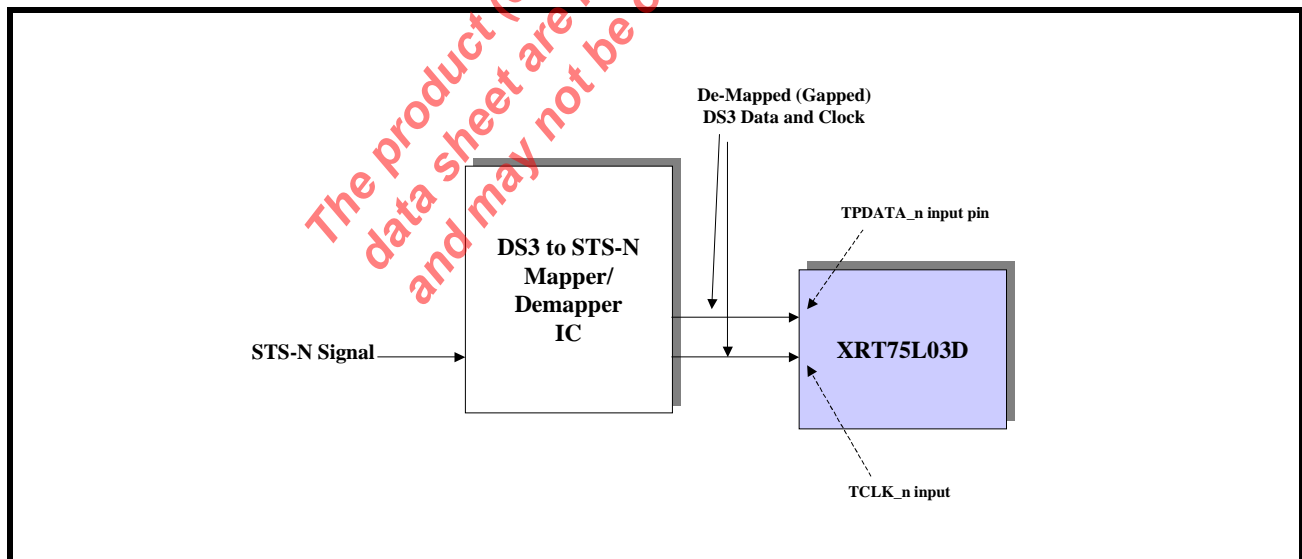 The product (
data sheet are
and may not be
De-Mapped (Gapped)
DS3 Data and Clock
TPDATA_n input pin
DS3 to STS-N
Mapper/
Demapper
IC
STS-N Signal
XRT75L03D
TCLK_n input